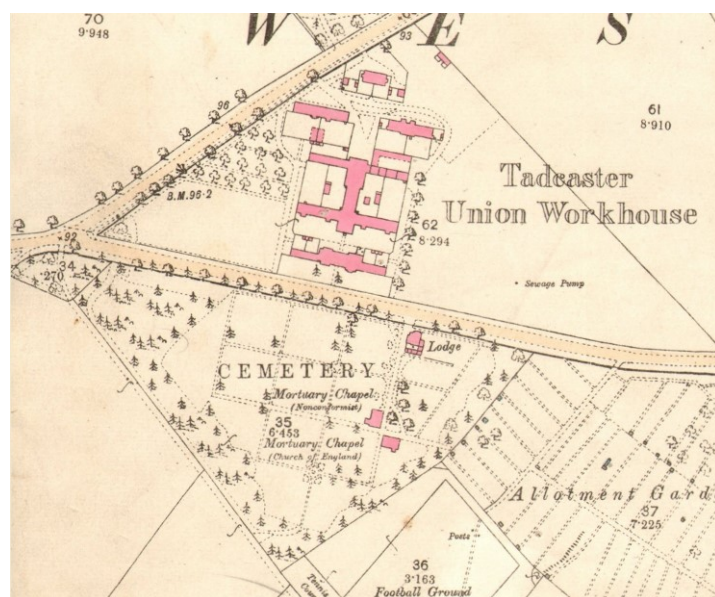 70
9·948
W E S
93
96
61
8·910
Tadcaster
Union Workhouse
B.M.95·2
62
8·294
92
34
·270
Sewage Pump
Lodge
CEMETERY
Mortuary Chapel
(Nonconformist)
35
6·453
Mortuary Chapel
(Church of England)
Allotment Gard
37
7·225
Posts
36
3·163
Football Ground
Tennis